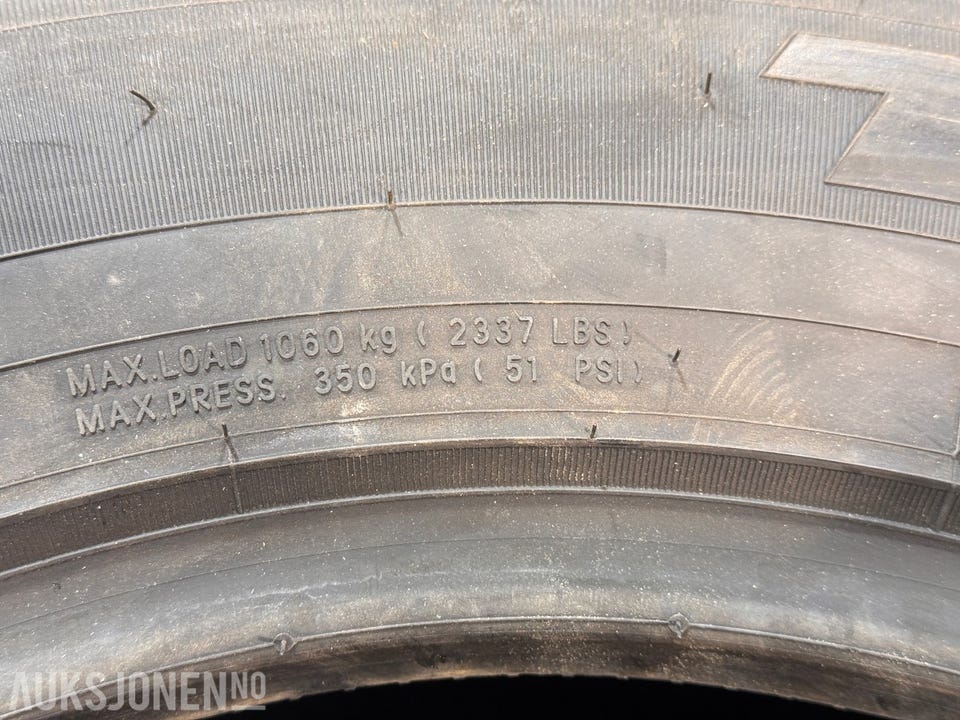 MAX.LOAD 1060 kg ( 2337 LBS )
MAX.PRESS. 350 kPa ( 51 PSI )
AUKSJONEN.NO